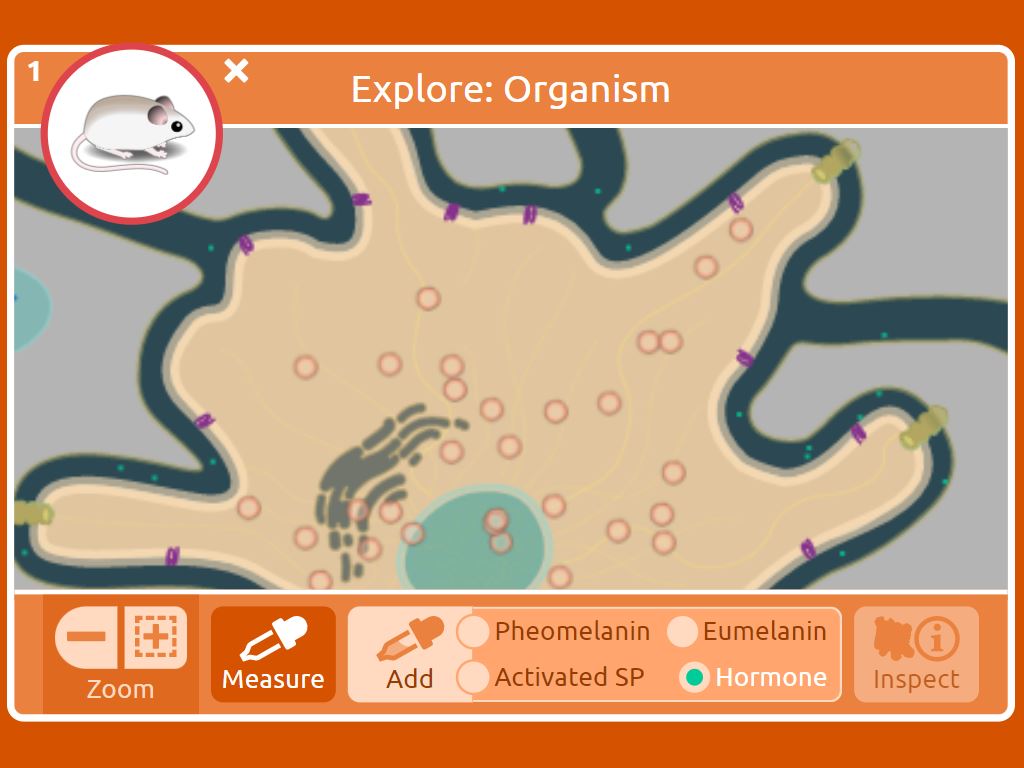 1
Explore: Organism
Zoom
Measure
Add
Pheomelanin
Eumelanin
Activated SP
Hormone
Inspect